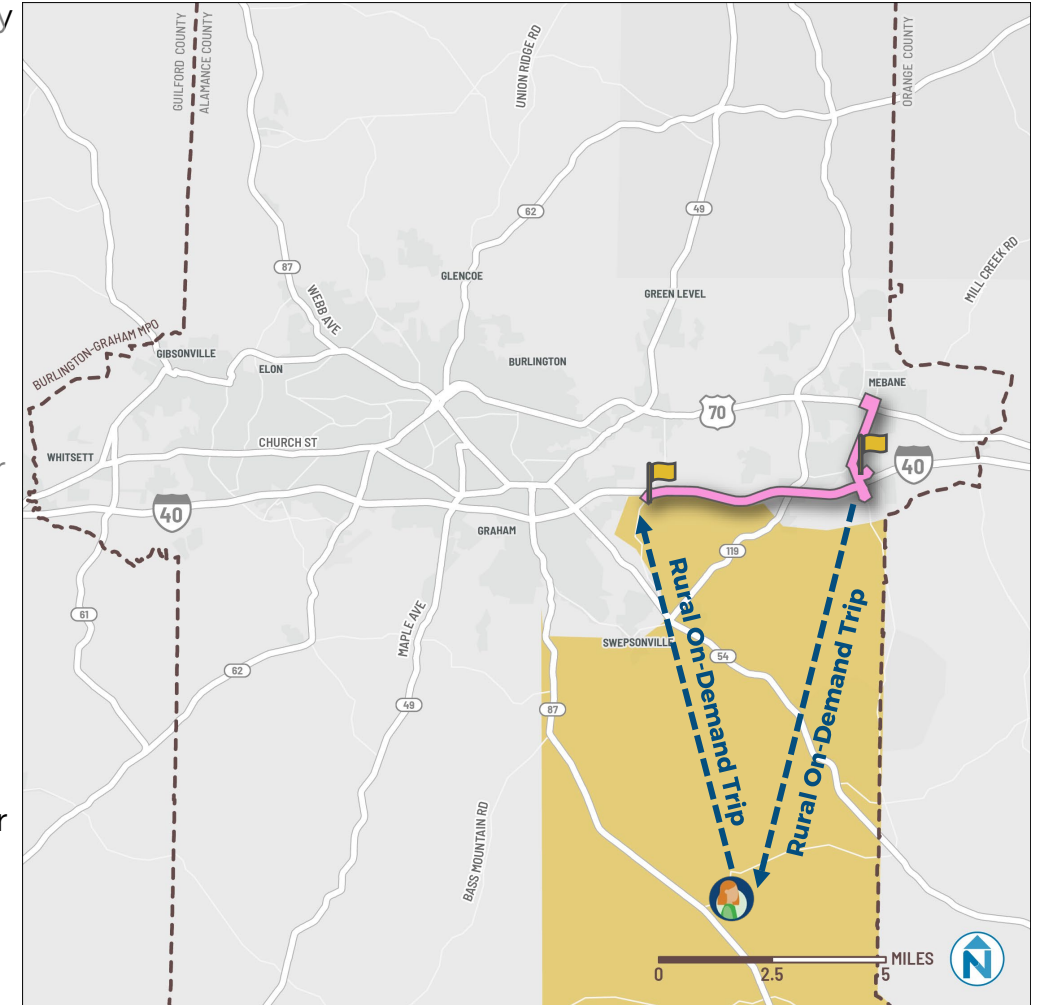 y
GUILFORD COUNTY
ALAMANCE COUNTY
UNION RIDGE RD
ORANGE COUNTY
62
49
MILL CREEK RD
87
GLENCOE
WEBB AVE
GREEN LEVEL
BURLINGTON-GRAHAM MPO
GIBSONVILLE
ELON
BURLINGTON
MEBANE
70
CHURCH ST
WHITSETT
r
40
40
GRAHAM
119
Rural On-Demand Trip
Rural On-Demand Trip
61
MAPLE AVE
SWEPSONVILLE
54
62
49
87
r
BASS MOUNTAIN RD
MILES
0
2.5
5
N